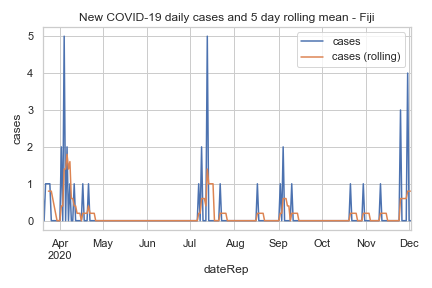 New COVID-19 daily cases and 5 day rolling mean - Fiji
cases
cases (rolling)
5
4
3
2
1
0
cases
Apr May Jun Jul Aug Sep Oct Nov Dec
2020
dateRep